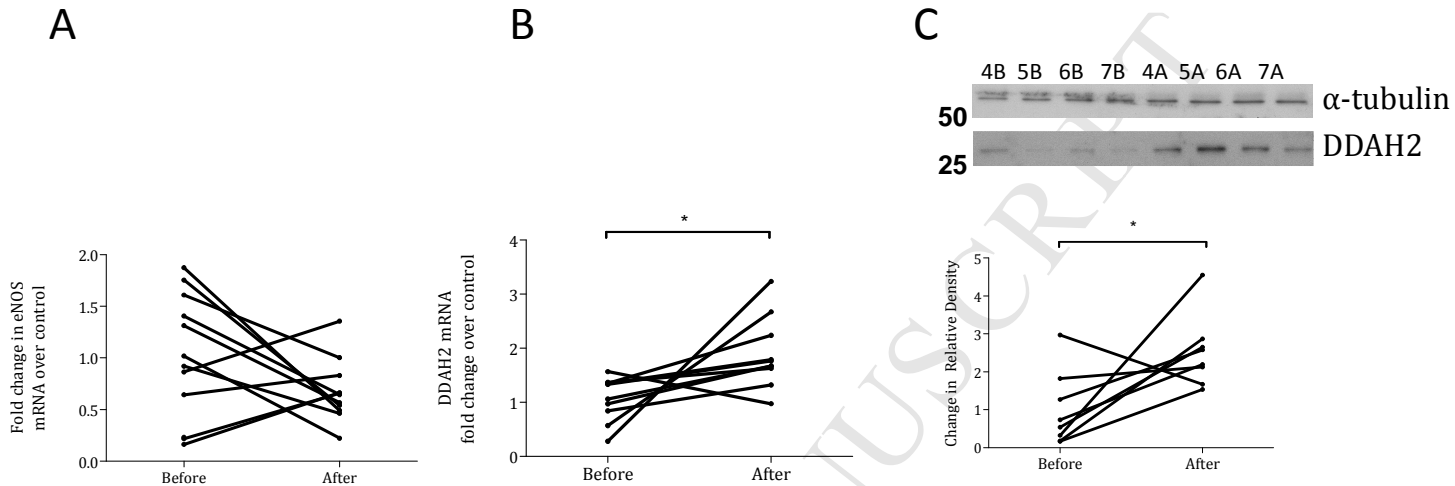 A
B
C
4B 5B 6B 7B 4A 5A 6A 7A
α-tubulin
50
DDAH2
25
*
*
Fold change in eNOS
mRNA over control
2.0
1.5
1.0
0.5
0.0
Before After
DDAH2 mRNA
fold change over control
4
3
2
1
0
Before After
Change in Relative Density
5
4
3
2
1
0
Before After
USCRIPT